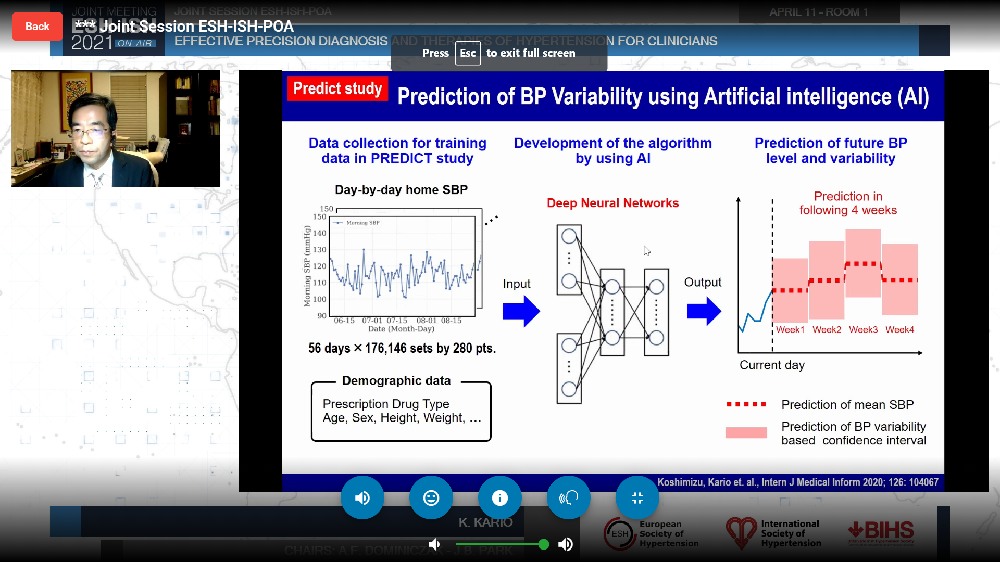 JOINT MEETING
ESH-ISH
2021 ON-AIR
JOINT SESSION ESH-ISH-POA
APRIL 11 - ROOM 1
Back
*** Joint Session ESH-ISH-POA
EFFECTIVE PRECISION DIAGNOSIS AND THERAPIES OF HYPERTENSION FOR CLINICIANS
Press Esc to exit full screen
Predict study
Prediction of BP Variability using Artificial intelligence (AI)
Data collection for training
data in PREDICT study
Day-by-day home SBP
150
150
140
130
120
110
100
90
Morning SBP (mmHg)
Morning SBP
06-15 07-01 07-15 08-01 08-15
Date (Month-Day)
56 days × 176,146 sets by 280 pts.
Demographic data
Prescription Drug Type
Age, Sex, Height, Weight, ...
Input
Development of the algorithm
by using AI
Deep Neural Networks
Output
Prediction of future BP
level and variability
Prediction in
following 4 weeks
Week1 Week2 Week3 Week4
Current day
Prediction of mean SBP
Prediction of BP variability
based confidence interval
Koshimizu, Kario et. al., Intern J Medical Inform 2020; 126: 104067
K. KARIO
CHAIRS: A.F. DOMINICZAK - J.B. PARK
ESH
European
Society of
Hypertension
International
Society of
Hypertension
BIHS
British and Irish Hypertension Society